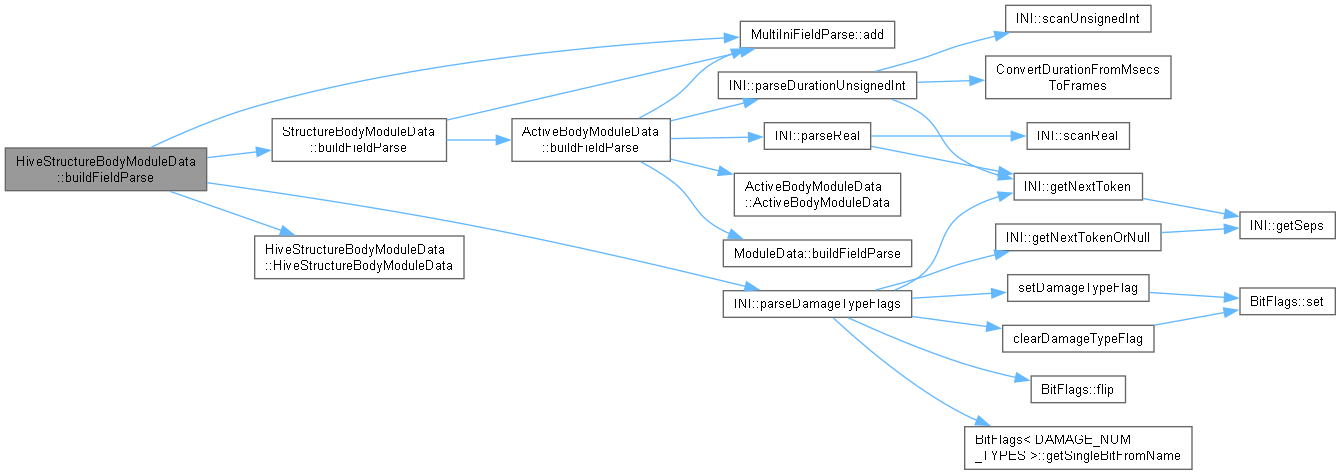 HiveStructureBodyModuleData
::buildFieldParse
StructureBodyModuleData
::buildFieldParse
HiveStructureBodyModuleData
::HiveStructureBodyModuleData
ActiveBodyModuleData
::buildFieldParse
MultiIniFieldParse::add
INI::parseDurationUnsignedInt
INI::parseReal
ActiveBodyModuleData
::ActiveBodyModuleData
ModuleData::buildFieldParse
INI::parseDamageTypeFlags
INI::scanUnsignedInt
ConvertDurationFromMsecs
ToFrames
INI::scanReal
INI::getNextToken
INI::getNextTokenOrNull
setDamageTypeFlag
clearDamageTypeFlag
BitFlags::flip
BitFlags< DAMAGE_NUM
_TYPES >::getSingleBitFromName
INI::getSeps
BitFlags::set